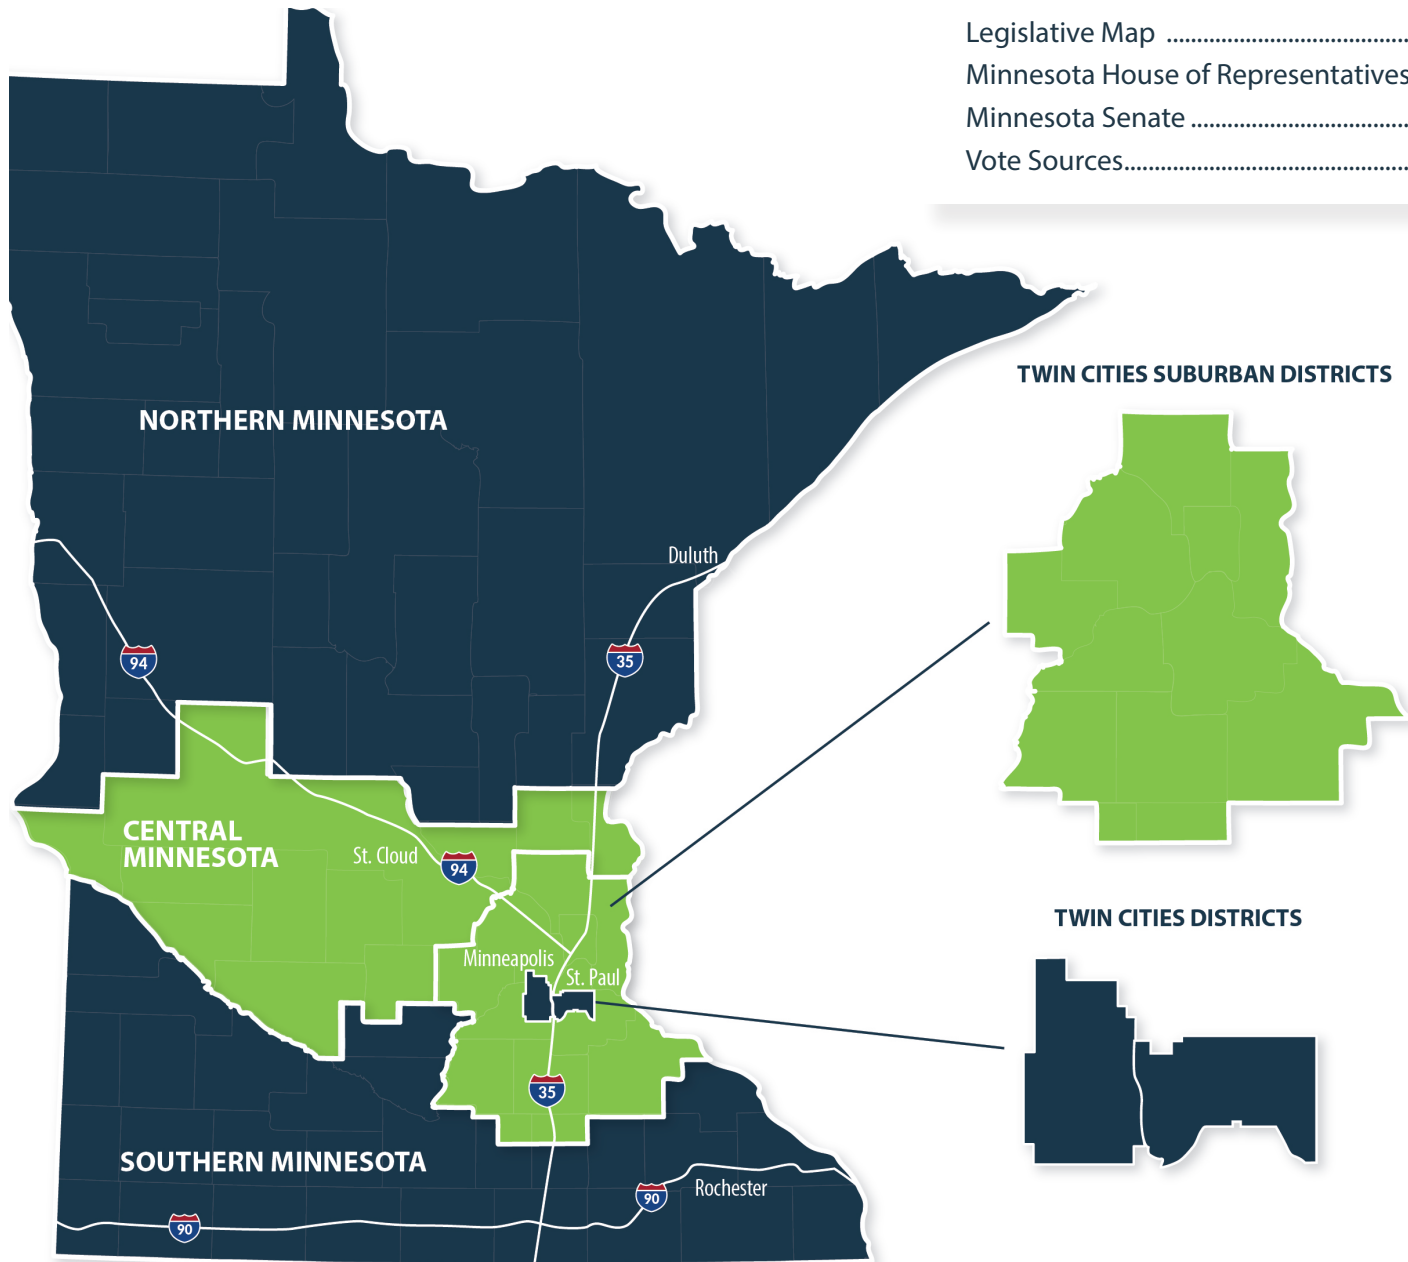 Legislative Map ........................................
Minnesota House of Representatives
Minnesota Senate ....................................
Vote Sources...............................................
TWIN CITIES SUBURBAN DISTRICTS
NORTHERN MINNESOTA
Duluth
94
35
CENTRAL
MINNESOTA
St. Cloud
94
TWIN CITIES DISTRICTS
Minneapolis
St. Paul
35
SOUTHERN MINNESOTA
Rochester
90
90